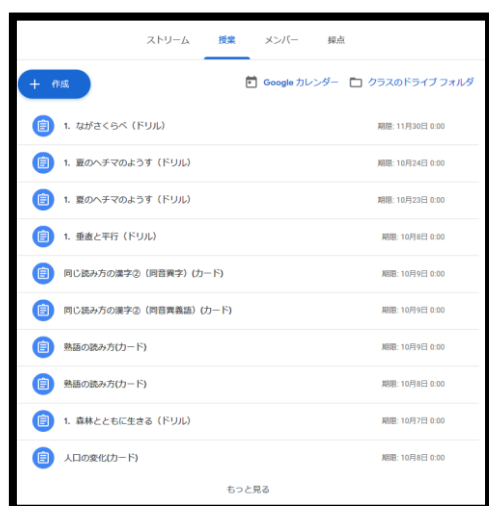 ストリーム 授業 メンバー 採点
+ 作成 Google カレンダー クラスのドライブ フォルダ
1. ながさくらべ（ドリル） 期限: 11月30日 0:00
1. 夏のヘチマのようす（ドリル） 期限: 10月24日 0:00
1. 夏のヘチマのようす（ドリル） 期限: 10月23日 0:00
1. 垂直と平行（ドリル） 期限: 10月8日 0:00
同じ読み方の漢字②（同音異字）(カード) 期限: 10月9日 0:00
同じ読み方の漢字②（同音異義語）(カード) 期限: 10月9日 0:00
熟語の読み方(カード) 期限: 10月9日 0:00
熟語の読み方(カード) 期限: 10月8日 0:00
1. 森林とともに生きる（ドリル） 期限: 10月7日 0:00
人口の変化(カード) 期限: 10月8日 0:00
もっと見る